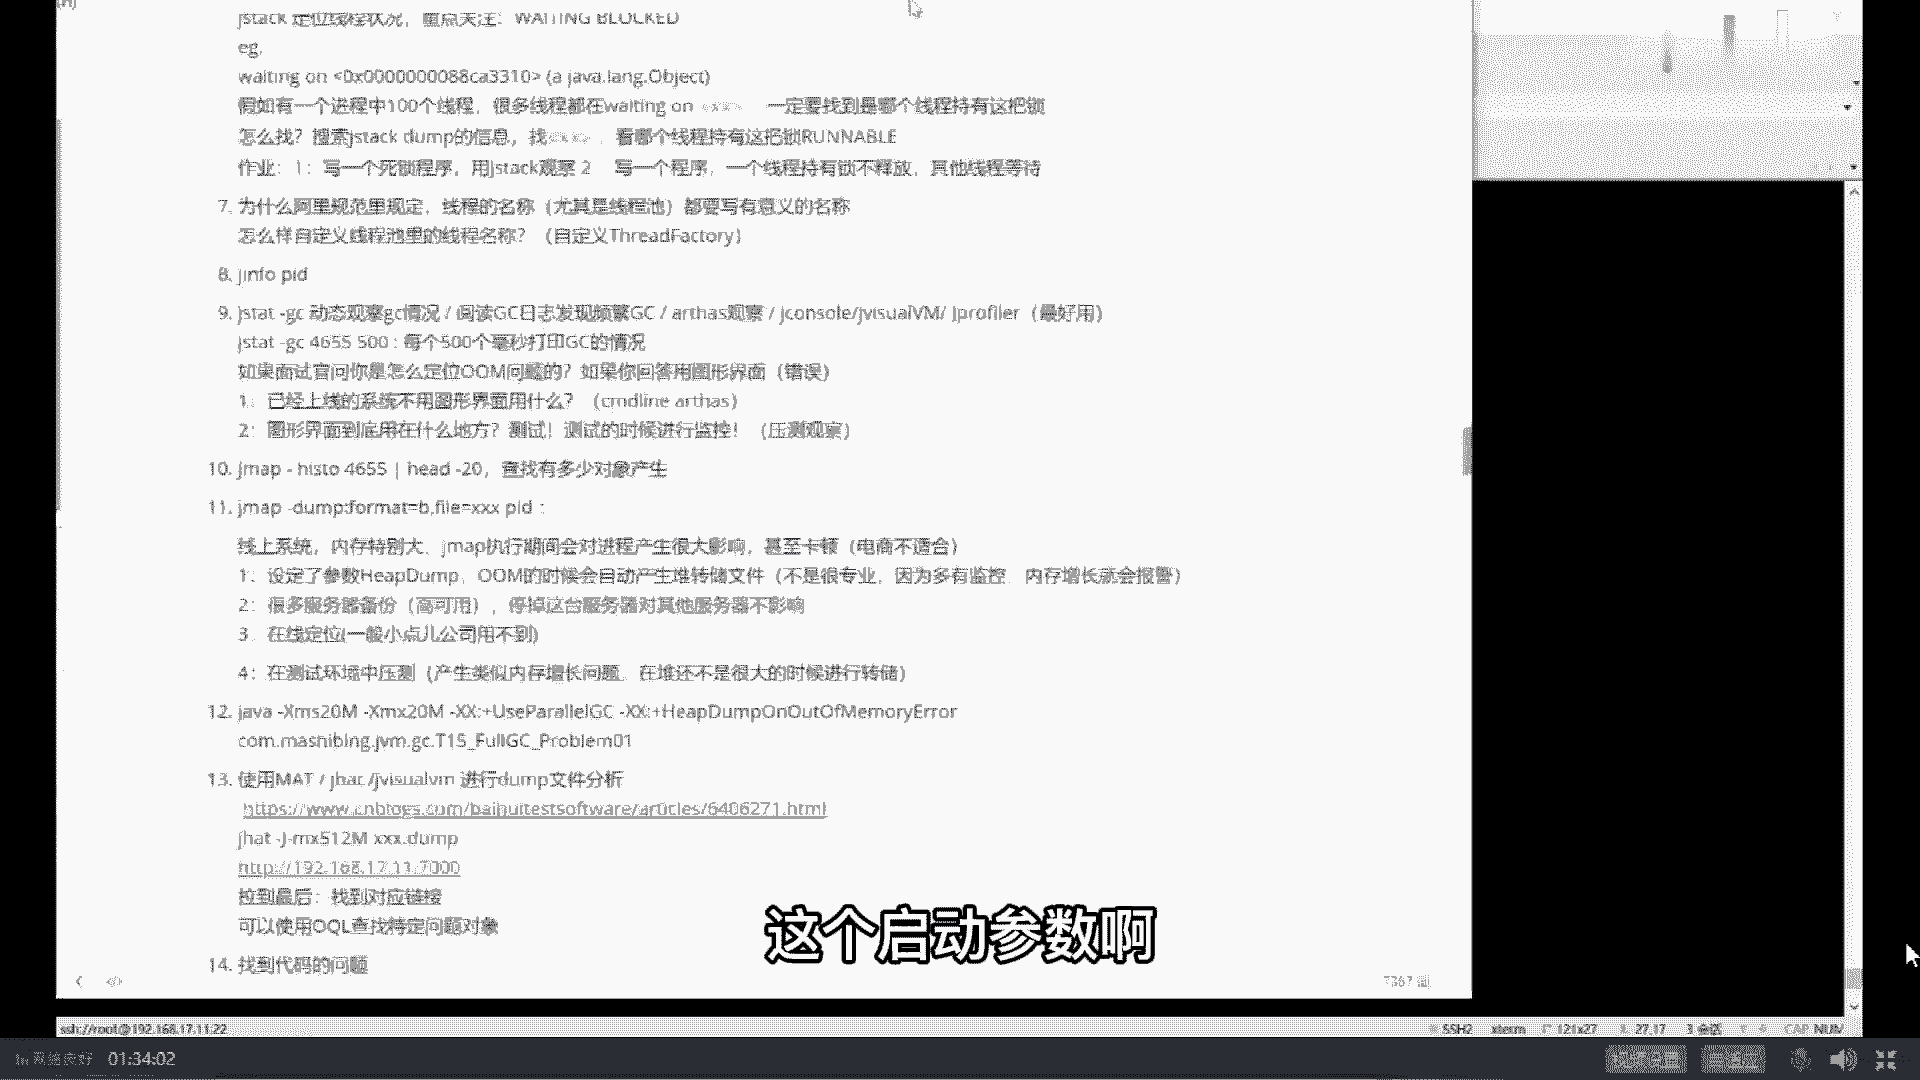 jstack 定位线程状况，重点关注：WAITING BLOCKED
eg.
waiting on <0x0000000088ca3310> (a java.lang.Object)
假如有一个进程中100个线程，很多线程都在waiting on <xx> 一定要找到是哪个线程持有这把锁
怎么找？搜索jstack dump的信息，找<xx> ，看哪个线程持有这把锁RUNNABLE
作业：1：写一个死锁程序，用jstack观察 2 写一个程序，一个线程持有锁不释放，其他线程等待
7. 为什么阿里规范里规定，线程的名称（尤其是线程池）都要写有意义的名称
怎么样自定义线程池里的线程名称？（自定义ThreadFactory）
8. jinfo pid
9. jstat -gc 动态观察gc情况 / 阅读GC日志发现频繁GC / arthas观察 / jconsole/jvisualVM/ Jprofiler（最好用）
jstat -gc 4655 500 : 每个500个毫秒打印GC的情况
如果面试官问你是怎么定位OOM问题的？如果你回答用图形界面（错误）
1：已经上线的系统不用图形界面用什么？（cmdline arthas）
2：图形界面到底用在什么地方？测试！测试的时候进行监控！（压测观察）
10. jmap - histo 4655 | head -20，查找有多少对象产生
11. jmap -dump:format=b,file=xxx pid：
线上系统，内存特别大，jmap执行期间会对进程产生很大影响，甚至卡顿（电商不适合）
1：设定了参数HeapDump，OOM的时候会自动产生堆转储文件（不是很专业，因为多有监控，内存增长就会报警）
2：很多服务器备份（高可用），停掉这台服务器对其他服务器不影响
3：在线定位(一般小点儿公司用不到)
4：在测试环境中压测（产生类似内存增长问题，在堆还不是很大的时候进行转储）
12. java -Xms20M -Xmx20M -XX:+UseParallelGC -XX:+HeapDumpOnOutOfMemoryError
com.mashibing.jvm.gc.T15_FullGC_Problem01
13. 使用MAT / jhat /jvisualvm 进行dump文件分析
https://www.cnblogs.com/baihuitestsoftware/articles/6406271.html
jhat -J-mx512M xxx.dump
http://192.168.17.11:7000
拉到最后：找到对应链接
可以使用OQL查找特定问题对象
14. 找到代码的问题
这个启动参数啊
ssh://root@192.168.17.11:22
SSH2 xterm 121x27 27,17 3 会话 CAP NUM
01:34:02